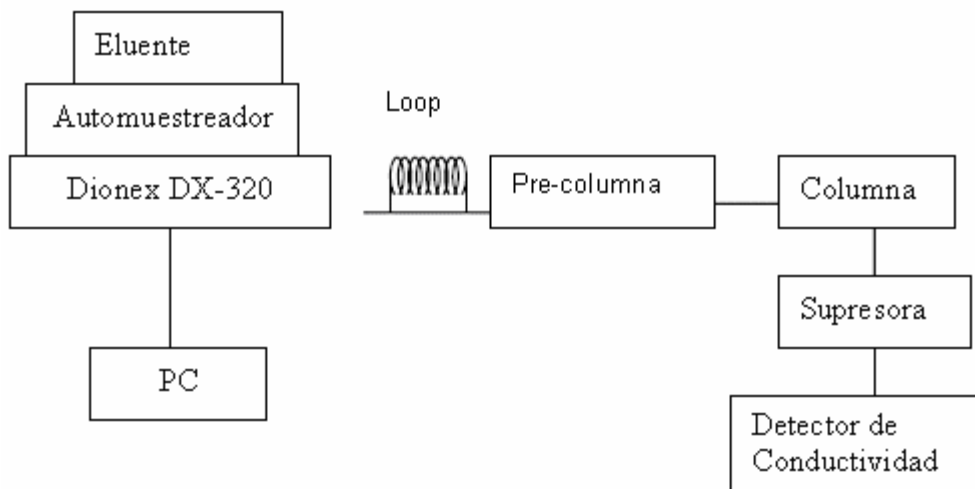 Eluente
Automuestreador
Dionex DX-320
PC
Loop
Pre-columna
Columna
Supresora
Detector de
Conductividad